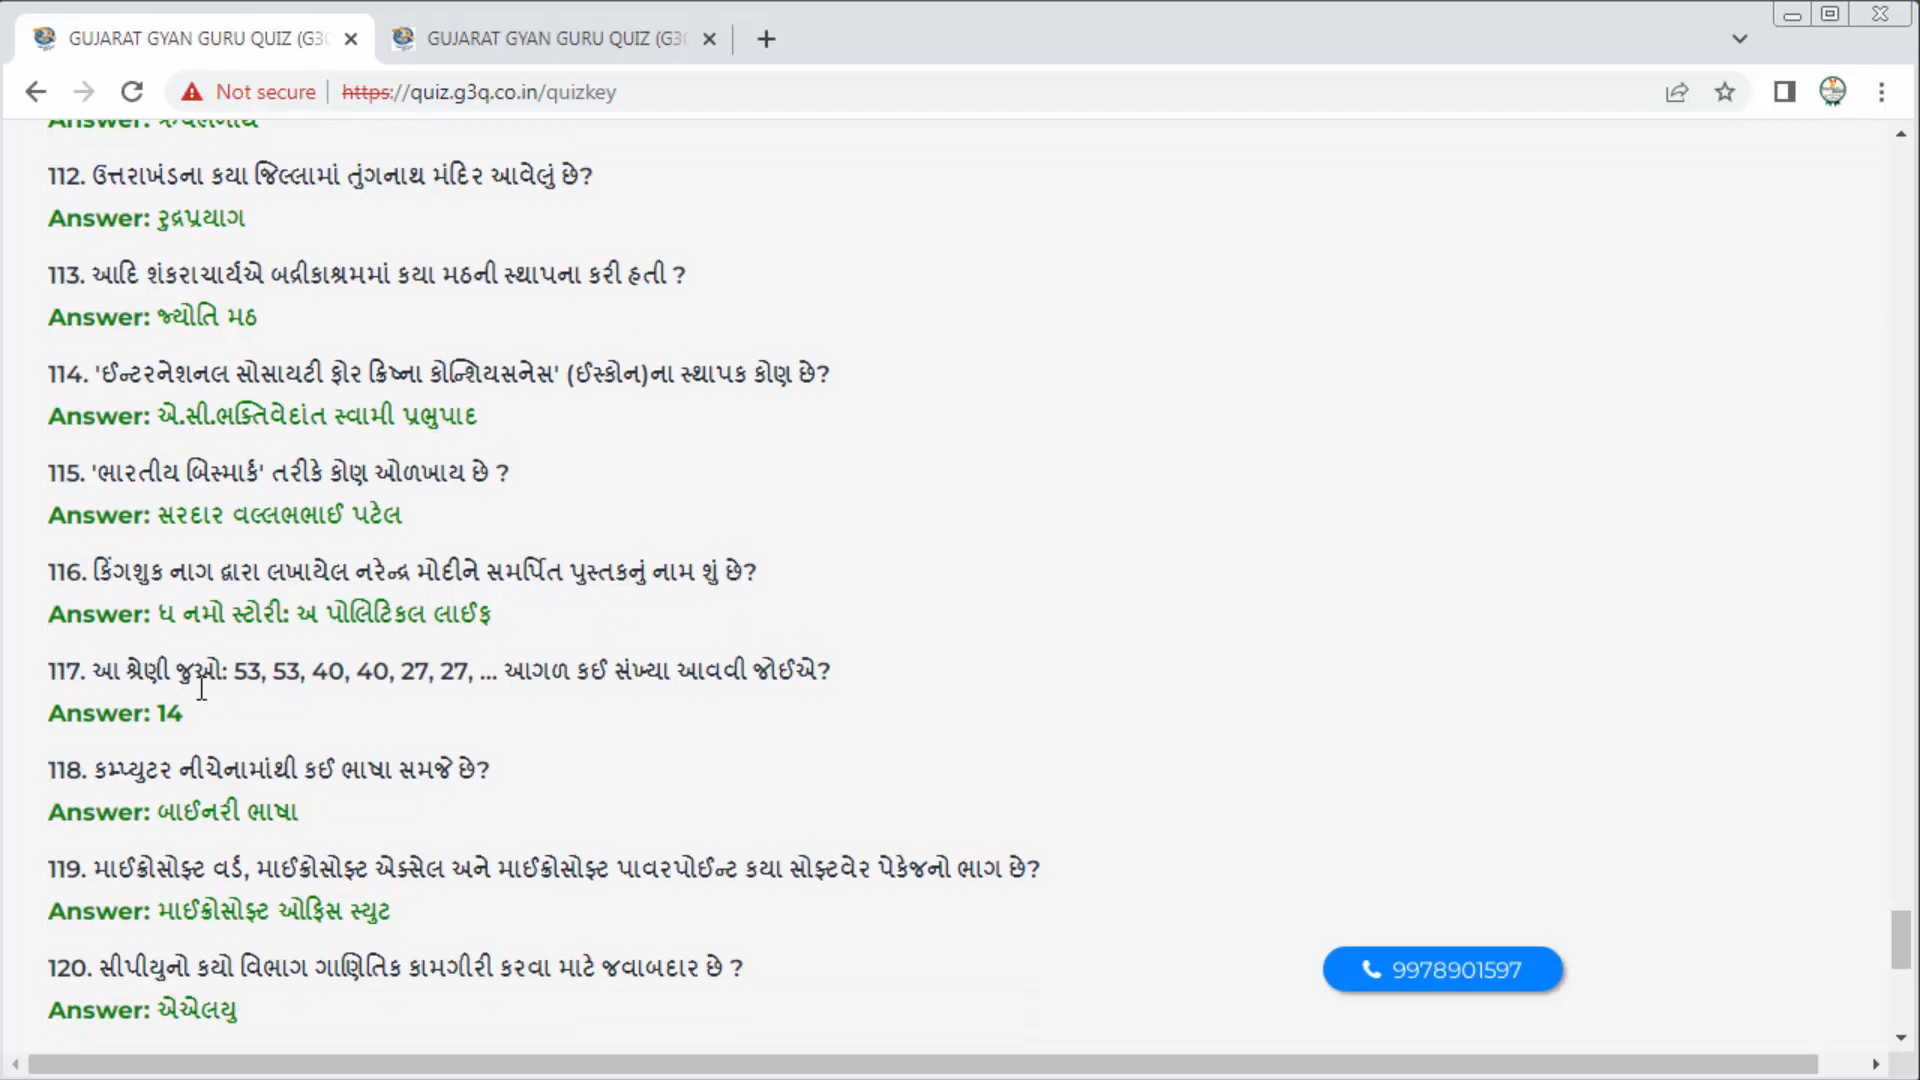 GUJARAT GYAN GURU QUIZ (G3
GUJARAT GYAN GURU QUIZ (G3
Not secure https://quiz.g3q.co.in/quizkey
Answer: ઋષભનાથ
112. ઉત્તરાખંડના કયા જિલ્લામાં તુંગનાથ મંદિર આવેલું છે?
Answer: રુદ્રપ્રયાગ
113. આદિ શંકરાચાર્યએ બદ્રીકાશ્રમમાં કયા મઠની સ્થાપના કરી હતી ?
Answer: જ્યોતિ મઠ
114. 'ઈન્ટરનેશનલ સોસાયટી ફોર ક્રિષ્ના કોન્શિયસનેસ' (ઈસ્કોન)ના સ્થાપક કોણ છે?
Answer: એ.સી.ભક્તિવેદાંત સ્વામી પ્રભુપાદ
115. 'ભારતીય બિસ્માર્ક' તરીકે કોણ ઓળખાય છે ?
Answer: સરદાર વલ્લભભાઈ પટેલ
116. કિંગશુક નાગ દ્વારા લખાયેલ નરેન્દ્ર મોદીને સમર્પિત પુસ્તકનું નામ શું છે?
Answer: ધ નમો સ્ટોરી: અ પોલિટિકલ લાઈફ
117. આ શ્રેણી જુઓ: 53, 53, 40, 40, 27, 27, ... આગળ કઈ સંખ્યા આવવી જોઈએ?
Answer: 14
118. કમ્પ્યુટર નીચેનામાંથી કઈ ભાષા સમજે છે?
Answer: બાઈનરી ભાષા
119. માઈક્રોસોફ્ટ વર્ડ, માઈક્રોસોફ્ટ એક્સેલ અને માઈક્રોસોફ્ટ પાવરપોઈન્ટ કયા સોફ્ટવેર પેકેજનો ભાગ છે?
Answer: માઈક્રોસોફ્ટ ઓફિસ સ્યુટ
120. સીપીયુનો કયો વિભાગ ગાણિતિક કામગીરી કરવા માટે જવાબદાર છે ?
Answer: એએલયુ
9978901597